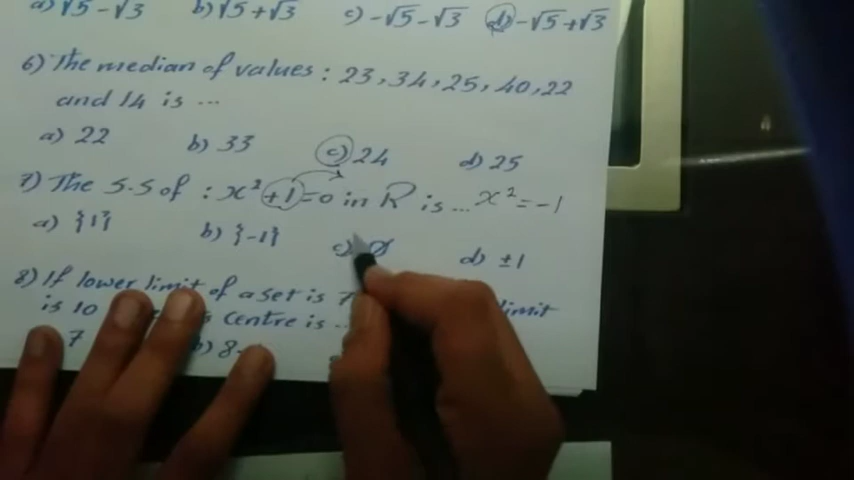 a) √5 - √3 b) √5 + √3 c) -√5 - √3 d) -√5 + √3
6) The median of values : 23, 34, 25, 40, 22
and 14 is ...
a) 22 b) 33 c) 24 d) 25
7) The S.S of : x² + 1 = 0 in R is ... x² = -1
a) {1} b) {-1} c) Ø d) ±1
8) If lower limit of a set is 7 limit
is 10 centre is ...
7 b) 8